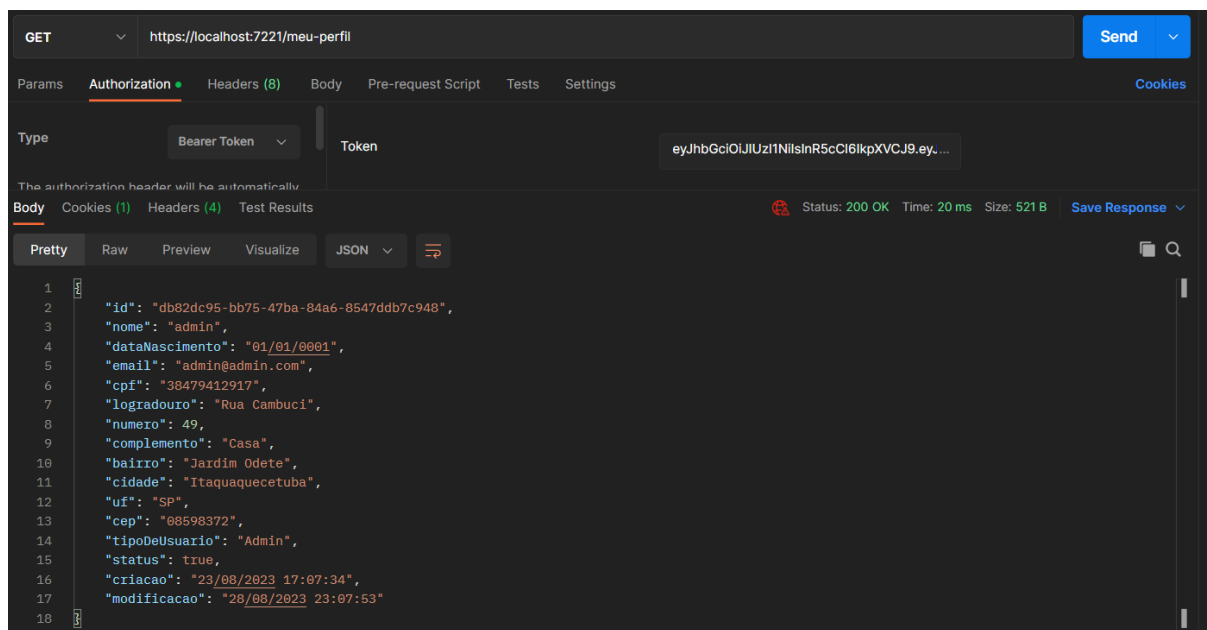 GET https://localhost:7221/meu-perfil Send
Params Authorization Headers (8) Body Pre-request Script Tests Settings Cookies
Type Bearer Token Token eyJhbGciOiJIUzI1NiIsInR5cCI6IkpXVCJ9.eyJ...
The authorization header will be automatically
Body Cookies (1) Headers (4) Test Results Status: 200 OK Time: 20 ms Size: 521 B Save Response
Pretty Raw Preview Visualize JSON
1 {
2 "id": "db82dc95-bb75-47ba-84a6-8547ddb7c948",
3 "nome": "admin",
4 "dataNascimento": "01/01/0001",
5 "email": "admin@admin.com",
6 "cpf": "38479412917",
7 "logradouro": "Rua Cambuci",
8 "numero": 49,
9 "complemento": "Casa",
10 "bairro": "Jardim Odete",
11 "cidade": "Itaquaquecetuba",
12 "uf": "SP",
13 "cep": "08598372",
14 "tipoDeUsuario": "Admin",
15 "status": true,
16 "criacao": "23/08/2023 17:07:34",
17 "modificacao": "28/08/2023 23:07:53"
18 }